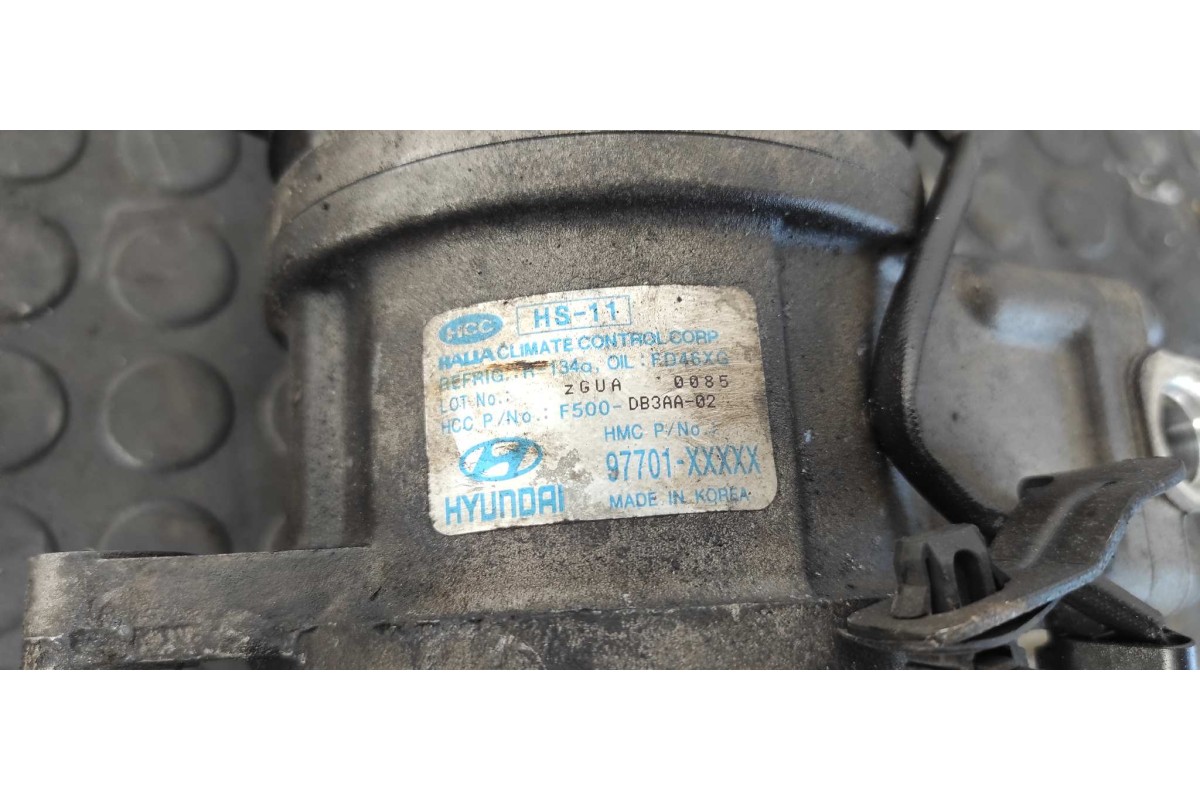 HCC HS-11
HALLA CLIMATE CONTROL CORP
REFRIG.: R-134a, OIL : FD46XG
LOT No.: zGUA 0085
HCC P/No.: F500-DB3AA-02
HMC P/No.:
97701-XXXXX
HYUNDAI
MADE IN KOREA